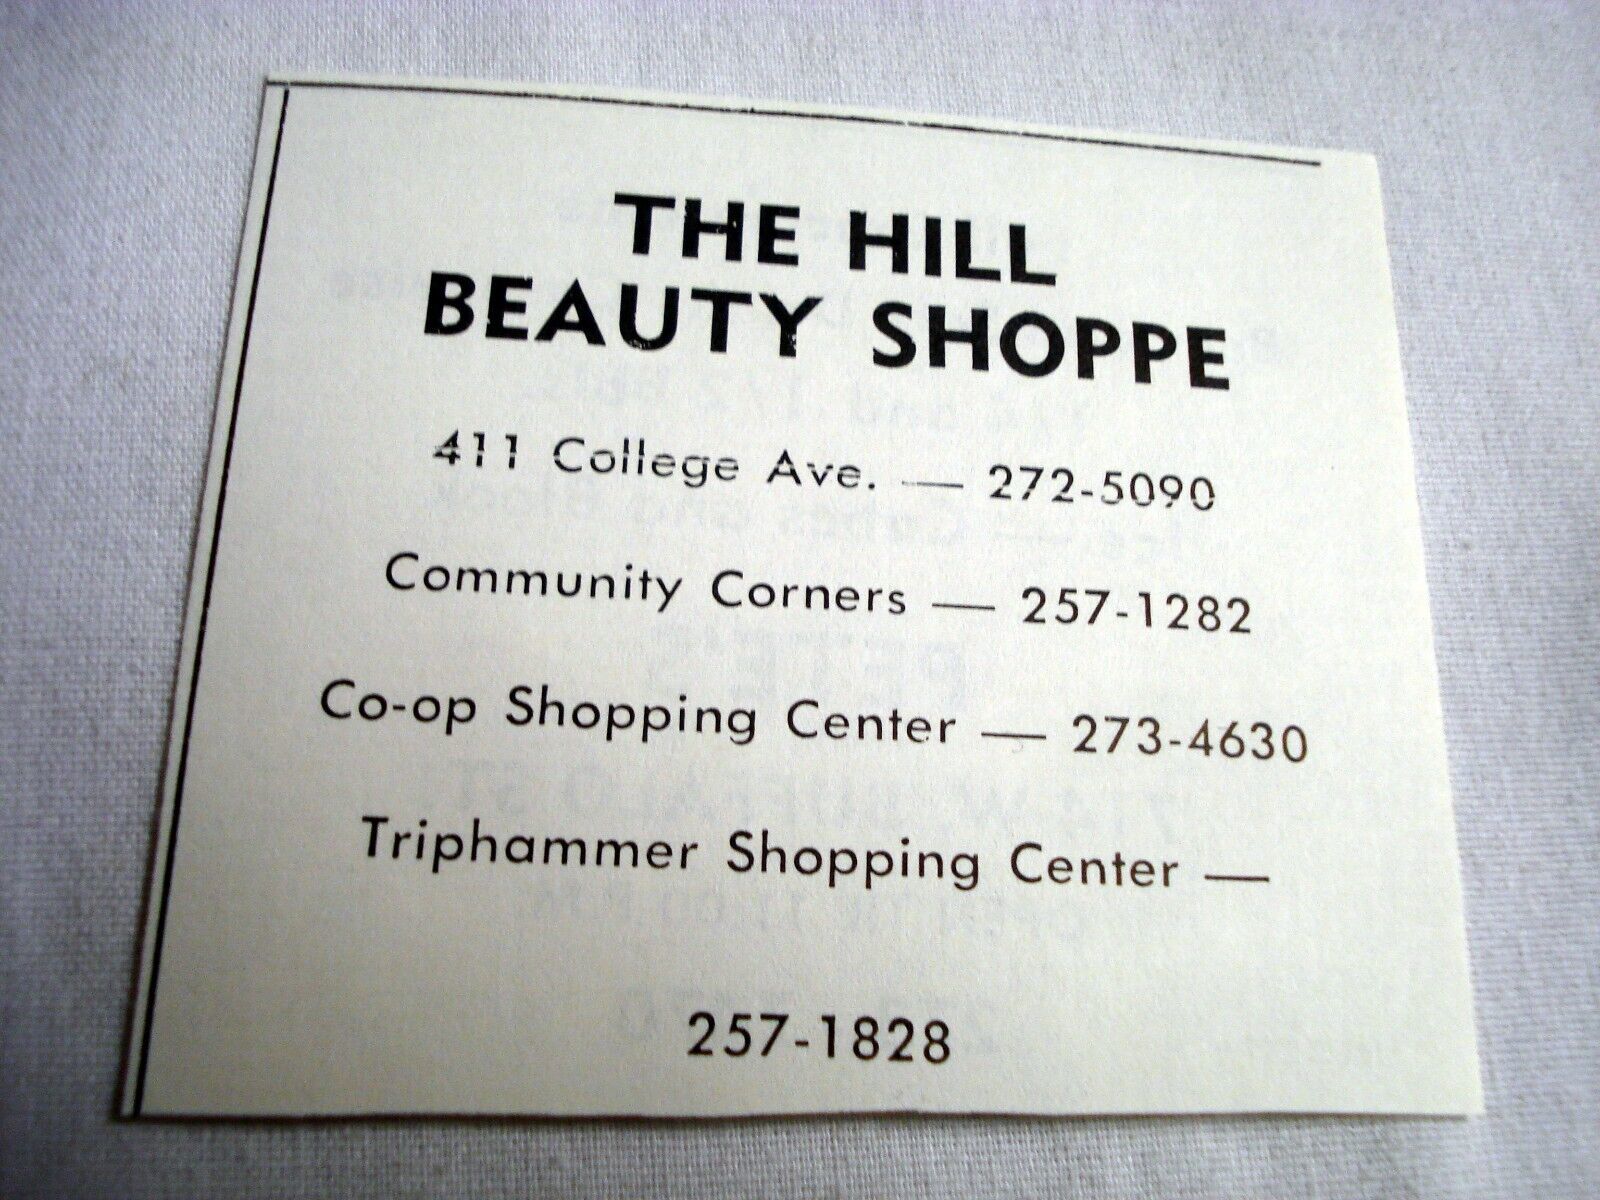 THE HILL
BEAUTY SHOPPE
411 College Ave. — 272-5090
Community Corners — 257-1282
Co-op Shopping Center — 273-4630
Triphammer Shopping Center —
257-1828